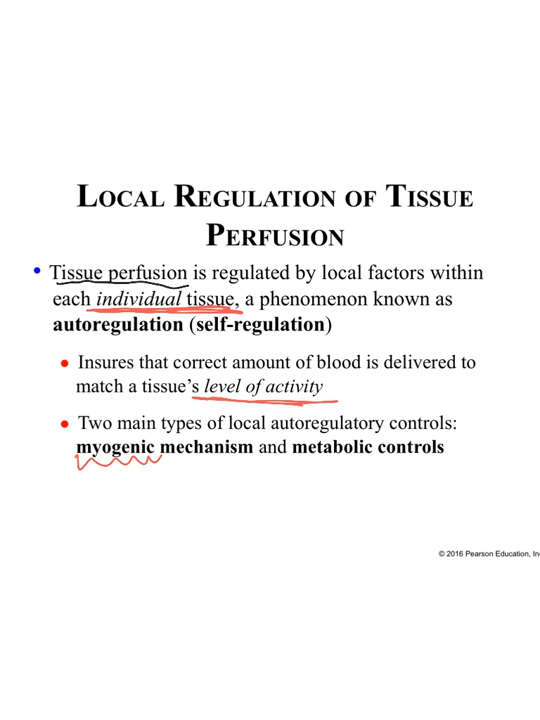 LOCAL REGULATION OF TISSUE
PERFUSION
• Tissue perfusion is regulated by local factors within
each individual tissue, a phenomenon known as
autoregulation (self-regulation)
• Insures that correct amount of blood is delivered to
match a tissue's level of activity
• Two main types of local autoregulatory controls:
myogenic mechanism and metabolic controls
© 2016 Pearson Education, In